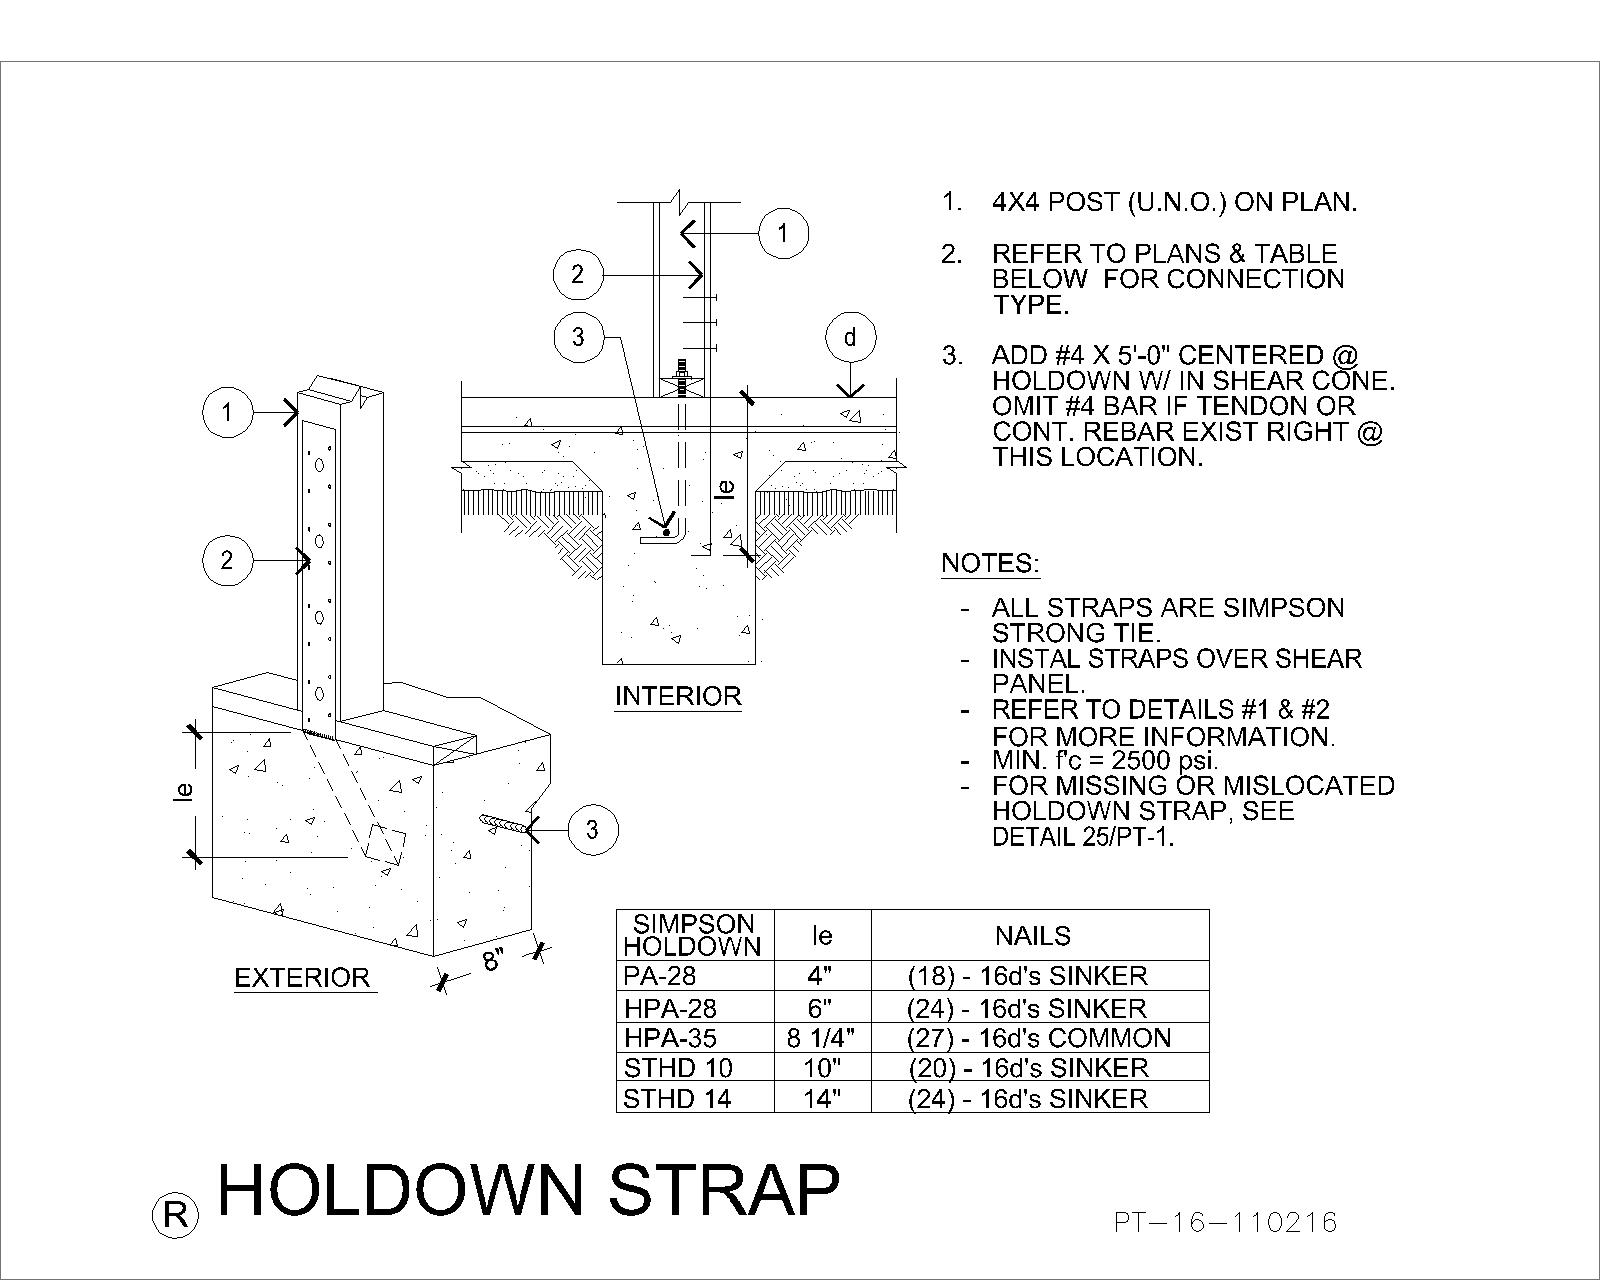 1. 4X4 POST (U.N.O.) ON PLAN.
2. REFER TO PLANS & TABLE
BELOW FOR CONNECTION
TYPE.
3. ADD #4 X 5'-0" CENTERED @
HOLDOWN W/ IN SHEAR CONE.
OMIT #4 BAR IF TENDON OR
CONT. REBAR EXIST RIGHT @
THIS LOCATION.
NOTES:
- ALL STRAPS ARE SIMPSON
STRONG TIE.
- INSTAL STRAPS OVER SHEAR
PANEL.
- REFER TO DETAILS #1 & #2
FOR MORE INFORMATION.
- MIN. f'c = 2500 psi.
- FOR MISSING OR MISLOCATED
HOLDOWN STRAP, SEE
DETAIL 25/PT-1.
1
2
3
d
le
INTERIOR
1
2
le
3
8"
EXTERIOR
SIMPSON
HOLDOWN le NAILS
PA-28 4" (18) - 16d's SINKER
HPA-28 6" (24) - 16d's SINKER
HPA-35 8 1/4" (27) - 16d's COMMON
STHD 10 10" (20) - 16d's SINKER
STHD 14 14" (24) - 16d's SINKER
R HOLDOWN STRAP
PT-16-110216